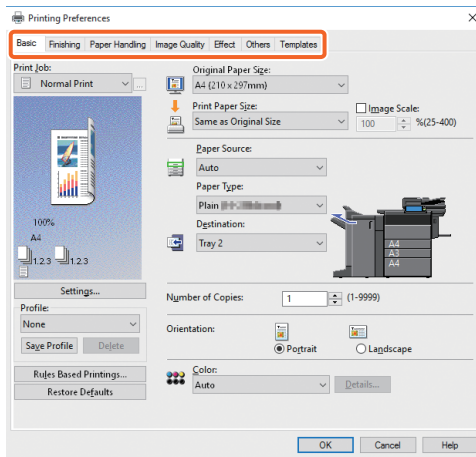 Printing Preferences
Basic Finishing Paper Handling Image Quality Effect Others Templates
Print Job:
Normal Print
...
100%
A4
1.2.3 1.2.3
Settings...
Profile:
None
Save Profile Delete
Rules Based Printings...
Restore Defaults
Original Paper Size:
A4 (210 x 297mm)
Print Paper Size:
Same as Original Size
Image Scale:
100 %(25-400)
Paper Source:
Auto
Paper Type:
Plain
Destination:
Tray 2
A4
A3
A4
Number of Copies: 1 (1-9999)
Orientation:
Portrait Landscape
Color:
Auto Details...
OK Cancel Help